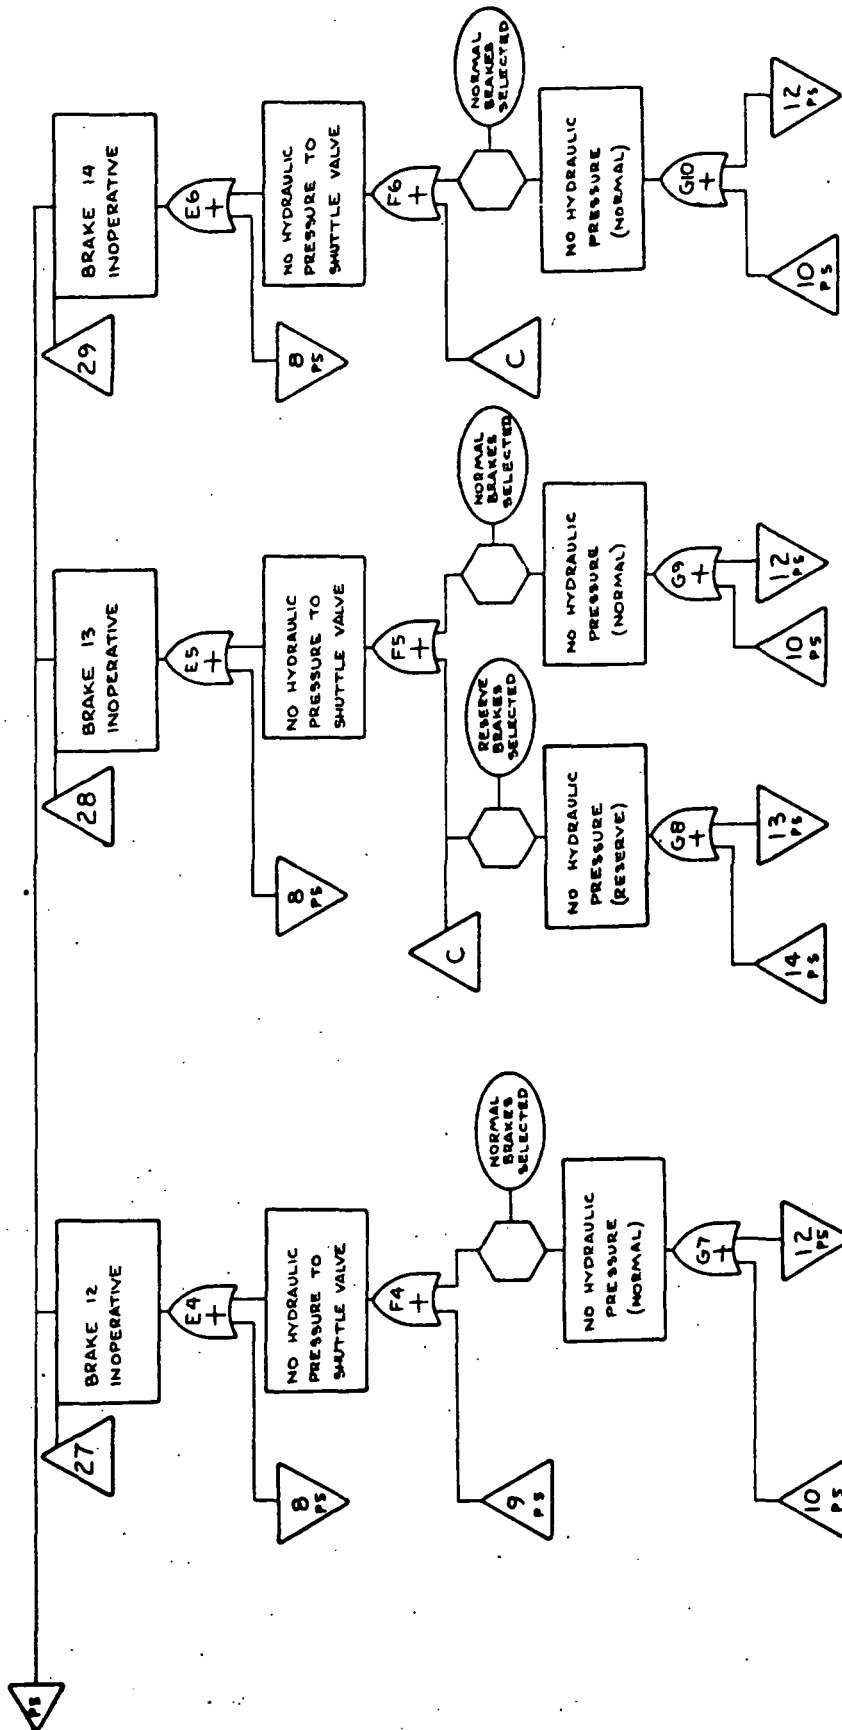 PS
27
BRAKE 12
INOPERATIVE
28
BRAKE 13
INOPERATIVE
29
BRAKE 14
INOPERATIVE
E4
+
E5
+
E6
+
8
PS
NO HYDRAULIC
PRESSURE TO
SHUTTLE VALVE
8
PS
NO HYDRAULIC
PRESSURE TO
SHUTTLE VALVE
8
PS
NO HYDRAULIC
PRESSURE TO
SHUTTLE VALVE
F4
+
F5
+
F6
+
9
PS
NORMAL
BRAKES
SELECTED
C
RESERVE
BRAKES
SELECTED
NORMAL
BRAKES
SELECTED
C
NORMAL
BRAKES
SELECTED
NO HYDRAULIC
PRESSURE
(NORMAL)
NO HYDRAULIC
PRESSURE
(RESERVE)
NO HYDRAULIC
PRESSURE
(NORMAL)
NO HYDRAULIC
PRESSURE
(NORMAL)
G7
+
G8
+
G9
+
G10
+
10
PS
12
PS
14
PS
13
PS
10
PS
12
PS
10
PS
12
PS